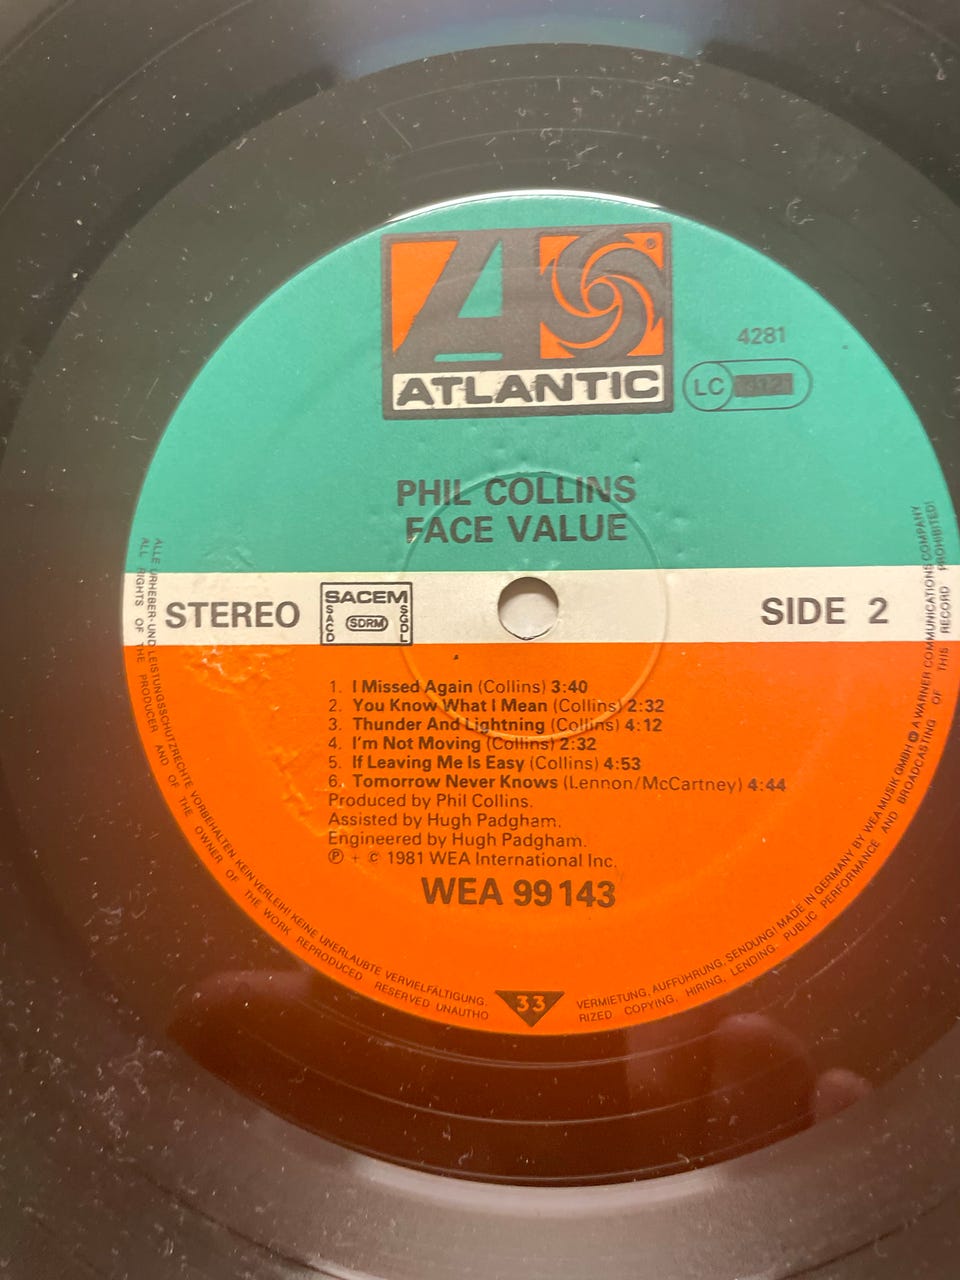 4281
LC
ATLANTIC
PHIL COLLINS
FACE VALUE
STEREO
SACEM
SACD
SDRM
SGDL
SIDE 2
1. I Missed Again (Collins) 3:40
2. You Know What I Mean (Collins) 2:32
3. Thunder And Lightning (Collins) 4:12
4. I'm Not Moving (Collins) 2:32
5. If Leaving Me Is Easy (Collins) 4:53
6. Tomorrow Never Knows (Lennon/McCartney) 4:44
Produced by Phil Collins.
Assisted by Hugh Padgham.
Engineered by Hugh Padgham.
℗ + © 1981 WEA International Inc.
WEA 99 143
33
ALLE URHEBER- UND LEISTUNGSSCHUTZRECHTE VORBEHALTEN. KEIN VERLEIH! KEINE UNERLAUBTE VERVIELFÄLTIGUNG, VERMIETUNG, AUFFÜHRUNG, SENDUNG! MADE IN GERMANY BY WEA MUSIK GMBH A WARNER COMMUNICATIONS COMPANY
ALL RIGHTS OF THE PRODUCER AND OF THE OWNER OF THE WORK REPRODUCED RESERVED UNAUTHORIZED COPYING, HIRING, LENDING, PUBLIC PERFORMANCE AND BROADCASTING OF THIS RECORD PROHIBITED!